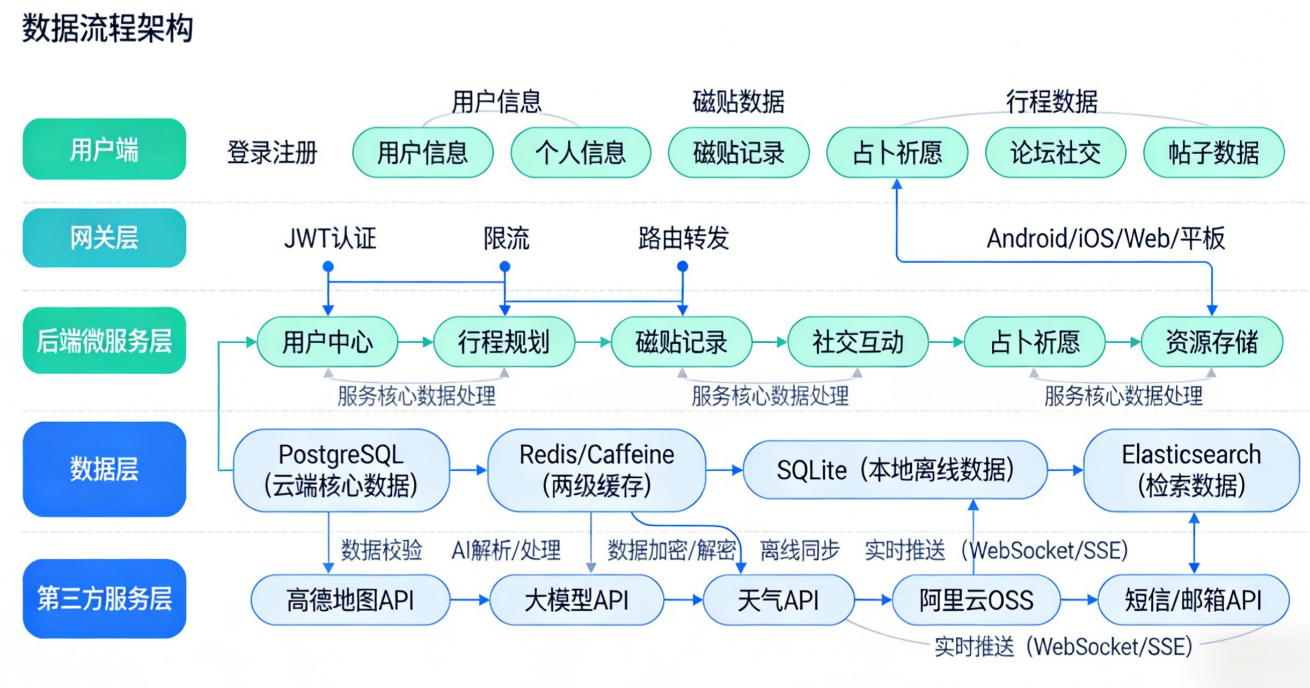 数据流程架构
用户信息
磁贴数据
行程数据
用户端
登录注册
用户信息
个人信息
磁贴记录
占卜祈愿
论坛社交
帖子数据
网关层
JWT认证
限流
路由转发
Android/iOS/Web/平板
后端微服务层
用户中心
行程规划
磁贴记录
社交互动
占卜祈愿
资源存储
服务核心数据处理
服务核心数据处理
服务核心数据处理
数据层
PostgreSQL
(云端核心数据)
Redis/Caffeine
(两级缓存)
SQLite（本地离线数据）
Elasticsearch
(检索数据)
数据校验
AI解析/处理
数据加密/解密
离线同步
实时推送（WebSocket/SSE）
第三方服务层
高德地图API
大模型API
天气API
阿里云OSS
短信/邮箱API
实时推送（WebSocket/SSE）